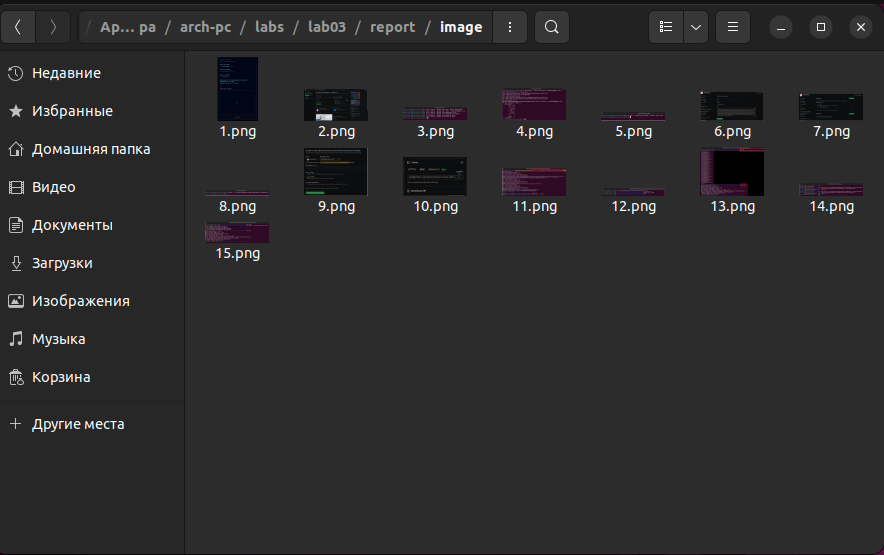 Ap… pa / arch-pc / labs / lab03 / report / image
Недавние
Избранные
Домашняя папка
Видео
Документы
Загрузки
Изображения
Музыка
Корзина
Другие места
1.png 2.png 3.png 4.png 5.png 6.png 7.png
8.png 9.png 10.png 11.png 12.png 13.png 14.png
15.png